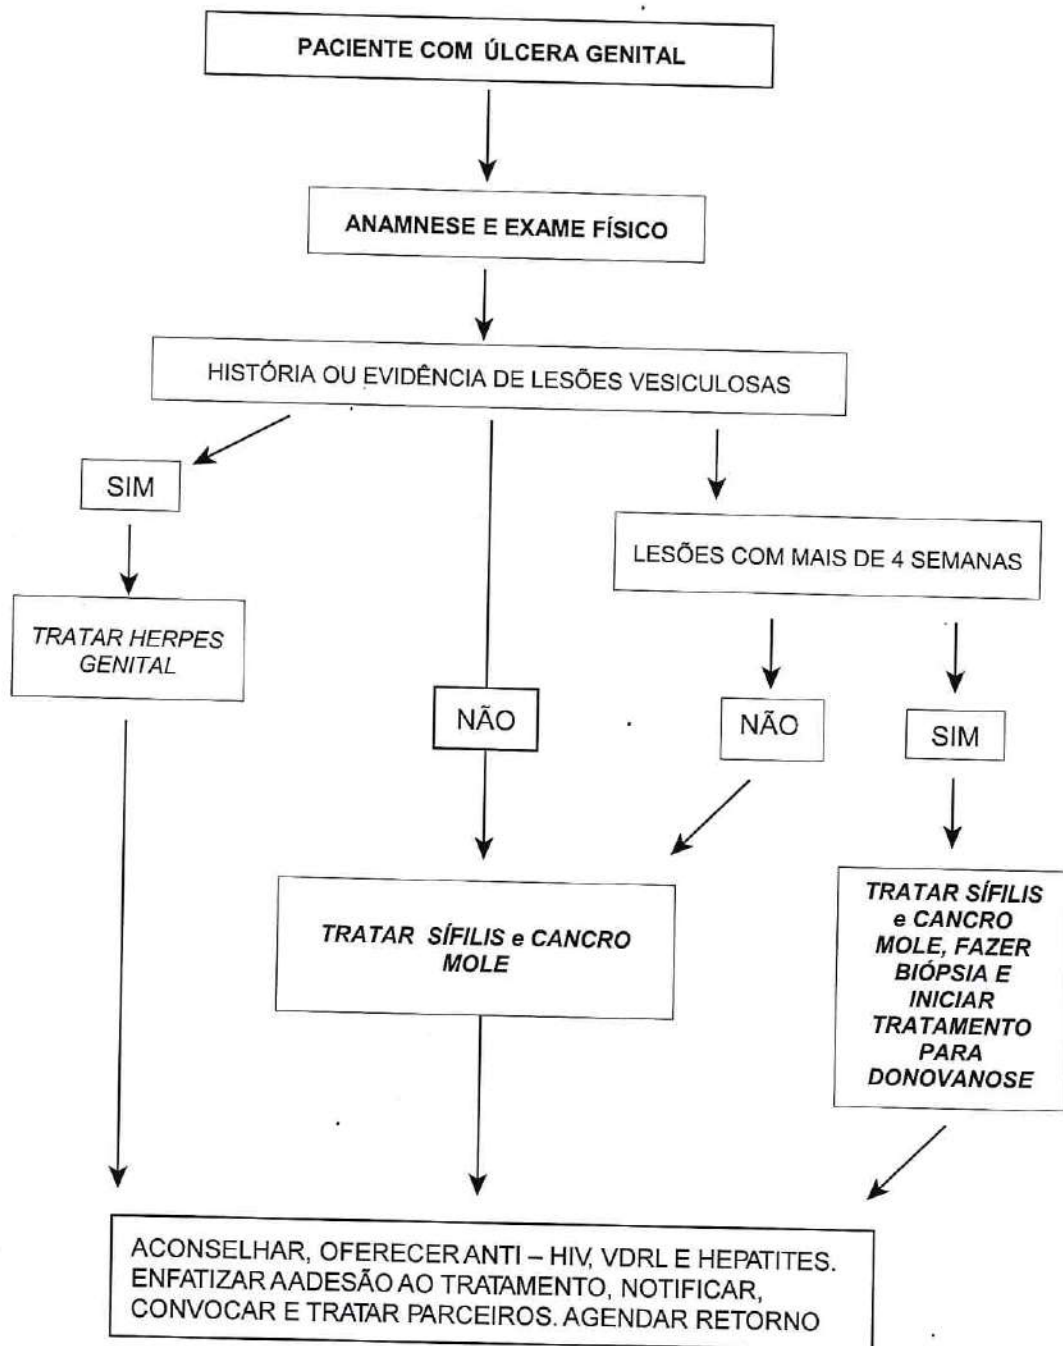 PACIENTE COM ÚLCERA GENITAL
ANAMNESE E EXAME FÍSICO
HISTÓRIA OU EVIDÊNCIA DE LESÕES VESICULOSAS
SIM
LESÕES COM MAIS DE 4 SEMANAS
TRATAR HERPES
GENITAL
NÃO
NÃO
SIM
TRATAR SÍFILIS e CANCRO
MOLE
TRATAR SÍFILIS
e CANCRO
MOLE, FAZER
BIÓPSIA E
INICIAR
TRATAMENTO
PARA
DONOVANOSE
ACONSELHAR, OFERECER ANTI – HIV, VDRL E HEPATITES.
ENFATIZAR A ADESÃO AO TRATAMENTO, NOTIFICAR,
CONVOCAR E TRATAR PARCEIROS. AGENDAR RETORNO